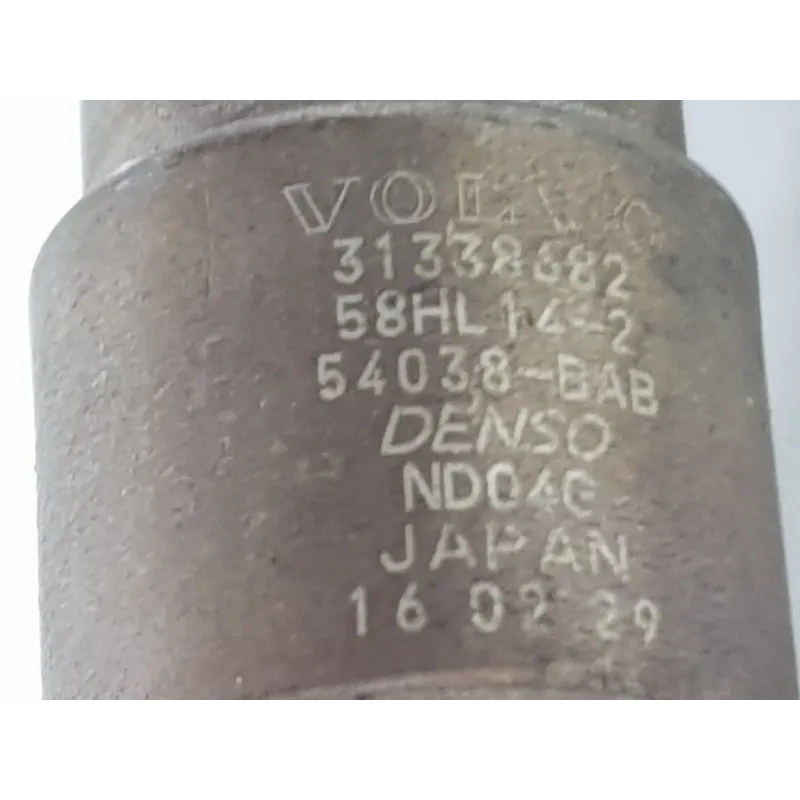 VOLVO
31338682
58HL14-2
54038-BAB
DENSO
ND04G
JAPAN
16 02 29